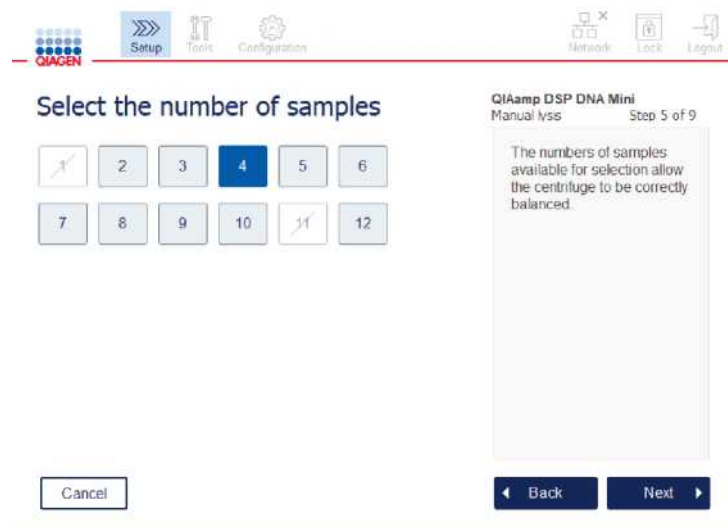 QIAGEN
Setup
Tools
Configuration
Network
Lock
Logout
Select the number of samples
1 2 3 4 5 6
7 8 9 10 11 12
QIAamp DSP DNA Mini
Manual lysis Step 5 of 9
The numbers of samples
available for selection allow
the centrifuge to be correctly
balanced.
Cancel
Back
Next